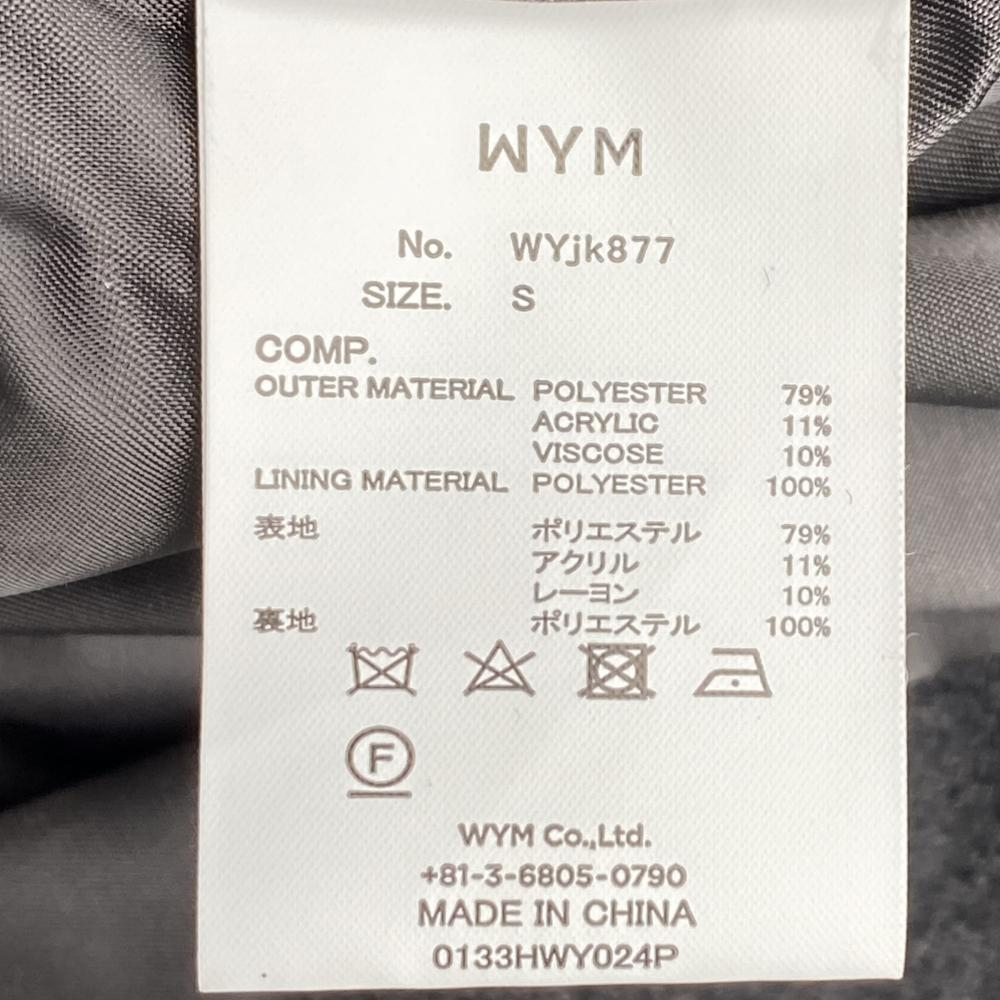 WYM
No. WYjk877
SIZE. S
COMP.
OUTER MATERIAL POLYESTER 79%
ACRYLIC 11%
VISCOSE 10%
LINING MATERIAL POLYESTER 100%
表地 ポリエステル 79%
アクリル 11%
レーヨン 10%
裏地 ポリエステル 100%
F
WYM Co.,Ltd.
+81-3-6805-0790
MADE IN CHINA
0133HWY024P